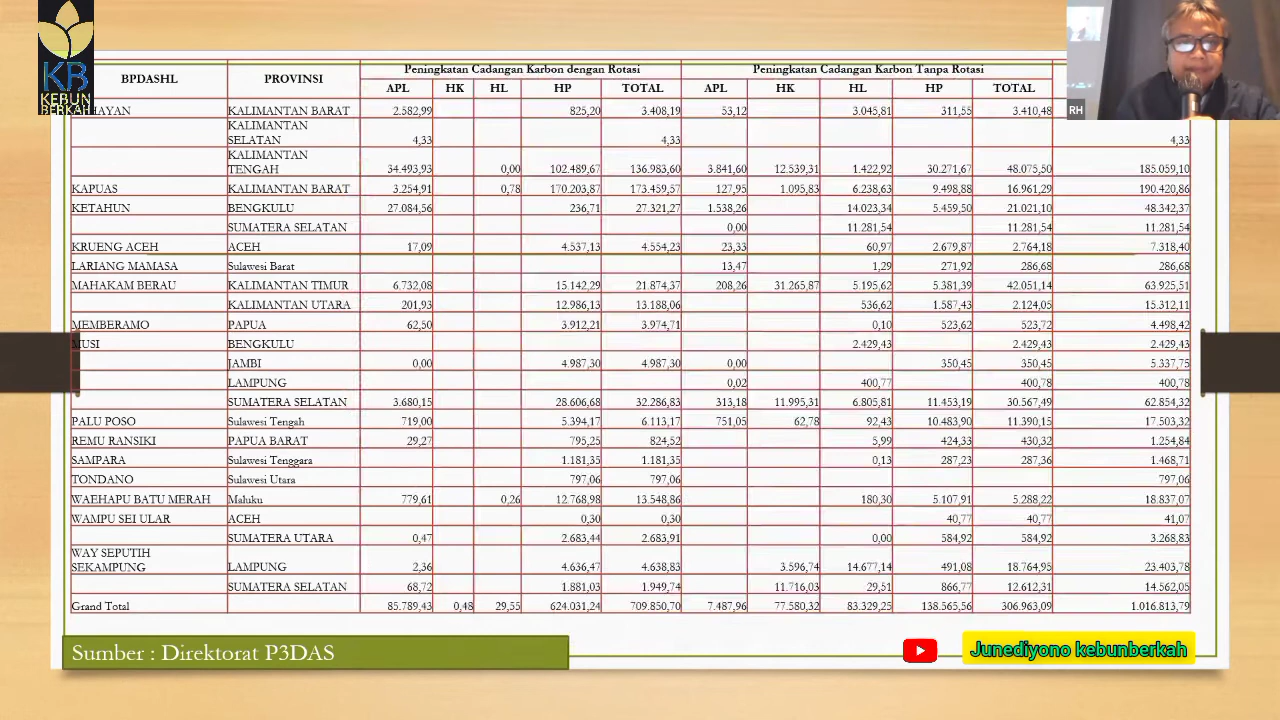 KB
KEBUN
BERKAH
RH
BPDASHL PROVINSI Peningkatan Cadangan Karbon dengan Rotasi Peningkatan Cadangan Karbon Tanpa Rotasi
APL HK HL HP TOTAL APL HK HL HP TOTAL
KALIMANTAN BARAT 2.582,99 825,20 3.408,19 53,12 3.045,81 311,55 3.410,48
KALIMANTAN
SELATAN 4,33 4,33 4,33
KALIMANTAN
TENGAH 34.493,93 0,00 102.489,67 136.983,60 3.841,60 12.539,31 1.422,92 30.271,67 48.075,50 185.059,10
KAPUAS KALIMANTAN BARAT 3.254,91 0,78 170.203,87 173.459,57 127,95 1.095,83 6.238,63 9.498,88 16.961,29 190.420,86
KETAHUN BENGKULU 27.084,56 236,71 27.321,27 1.538,26 14.023,34 5.459,50 21.021,10 48.342,37
SUMATERA SELATAN 0,00 11.281,54 11.281,54 11.281,54
KRUENG ACEH ACEH 17,09 4.537,13 4.554,23 23,33 60,97 2.679,87 2.764,18 7.318,40
LARIANG MAMASA Sulawesi Barat 13,47 1,29 271,92 286,68 286,68
MAHAKAM BERAU KALIMANTAN TIMUR 6.732,08 15.142,29 21.874,37 208,26 31.265,87 5.195,62 5.381,39 42.051,14 63.925,51
KALIMANTAN UTARA 201,93 12.986,13 13.188,06 536,62 1.587,43 2.124,05 15.312,11
MEMBERAMO PAPUA 62,50 3.912,21 3.974,71 0,10 523,62 523,72 4.498,42
MUSI BENGKULU 2.429,43 2.429,43 2.429,43
JAMBI 0,00 4.987,30 4.987,30 0,00 350,45 350,45 5.337,75
LAMPUNG 0,02 400,77 400,78 400,78
SUMATERA SELATAN 3.680,15 28.606,68 32.286,83 313,18 11.995,31 6.805,81 11.453,19 30.567,49 62.854,32
PALU POSO Sulawesi Tengah 719,00 5.394,17 6.113,17 751,05 62,78 92,43 10.483,90 11.390,15 17.503,32
REMU RANSIKI PAPUA BARAT 29,27 795,25 824,52 5,99 424,33 430,32 1.254,84
SAMPARA Sulawesi Tenggara 1.181,35 1.181,35 0,13 287,23 287,36 1.468,71
TONDANO Sulawesi Utara 797,06 797,06 797,06
WAEHAPU BATU MERAH Maluku 779,61 0,26 12.768,98 13.548,86 180,30 5.107,91 5.288,22 18.837,07
WAMPU SEI ULAR ACEH 0,30 0,30 40,77 40,77 41,07
SUMATERA UTARA 0,47 2.683,44 2.683,91 0,00 584,92 584,92 3.268,83
WAY SEPUTIH
SEKAMPUNG LAMPUNG 2,36 4.636,47 4.638,83 3.596,74 14.677,14 491,08 18.764,95 23.403,78
SUMATERA SELATAN 68,72 1.881,03 1.949,74 11.716,03 29,51 866,77 12.612,31 14.562,05
Grand Total 85.789,43 0,48 29,55 624.031,24 709.850,70 7.487,96 77.580,32 83.329,25 138.565,56 306.963,09 1.016.813,79
Sumber : Direktorat P3DAS
Junediyono kebunberkah